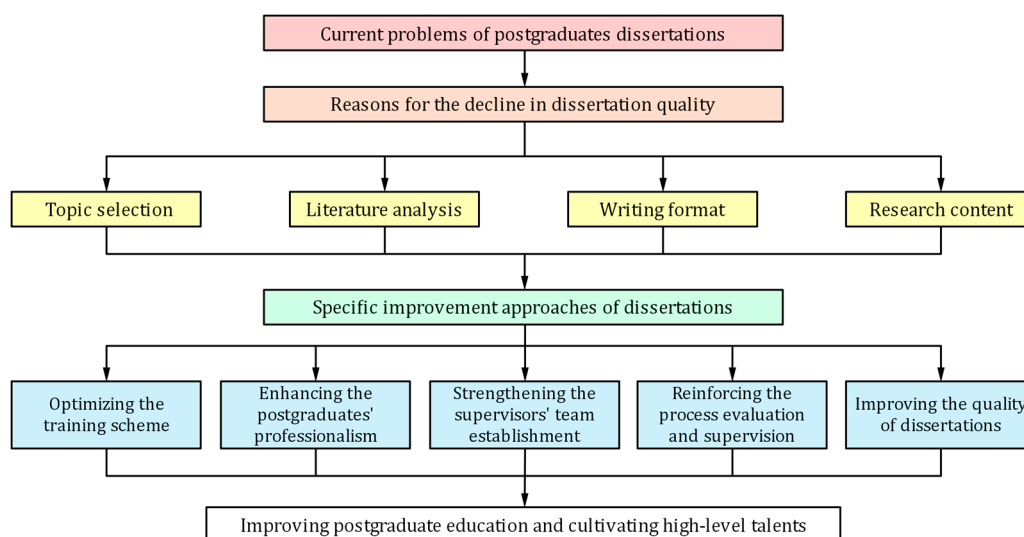 Current problems of postgraduates dissertations
Reasons for the decline in dissertation quality
Topic selection
Literature analysis
Writing format
Research content
Specific improvement approaches of dissertations
Optimizing the
training scheme
Enhancing the
postgraduates'
professionalism
Strengthening the
supervisors' team
establishment
Reinforcing the
process evaluation
and supervision
Improving the quality
of dissertations
Improving postgraduate education and cultivating high-level talents